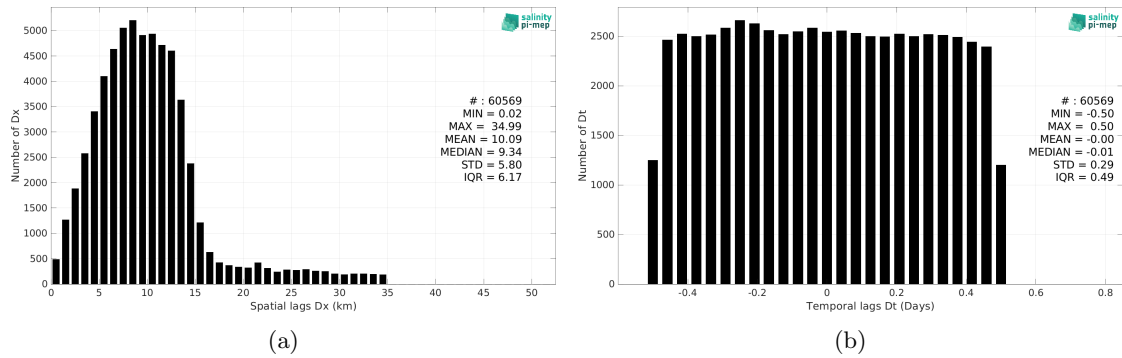 salinity
pi-mep
5500
5000
4500
4000
3500
3000
2500
2000
1500
1000
500
0
Number of Dx
# : 60569
MIN = 0.02
MAX = 34.99
MEAN = 10.09
MEDIAN = 9.34
STD = 5.80
IQR = 6.17
0 5 10 15 20 25 30 35 40 45 50
Spatial lags Dx (km)
(a)
salinity
pi-mep
2500
2000
1500
1000
500
0
Number of Dt
# : 60569
MIN = -0.50
MAX = 0.50
MEAN = -0.00
MEDIAN = -0.01
STD = 0.29
IQR = 0.49
-0.4 -0.2 0 0.2 0.4 0.6 0.8
Temporal lags Dt (Days)
(b)